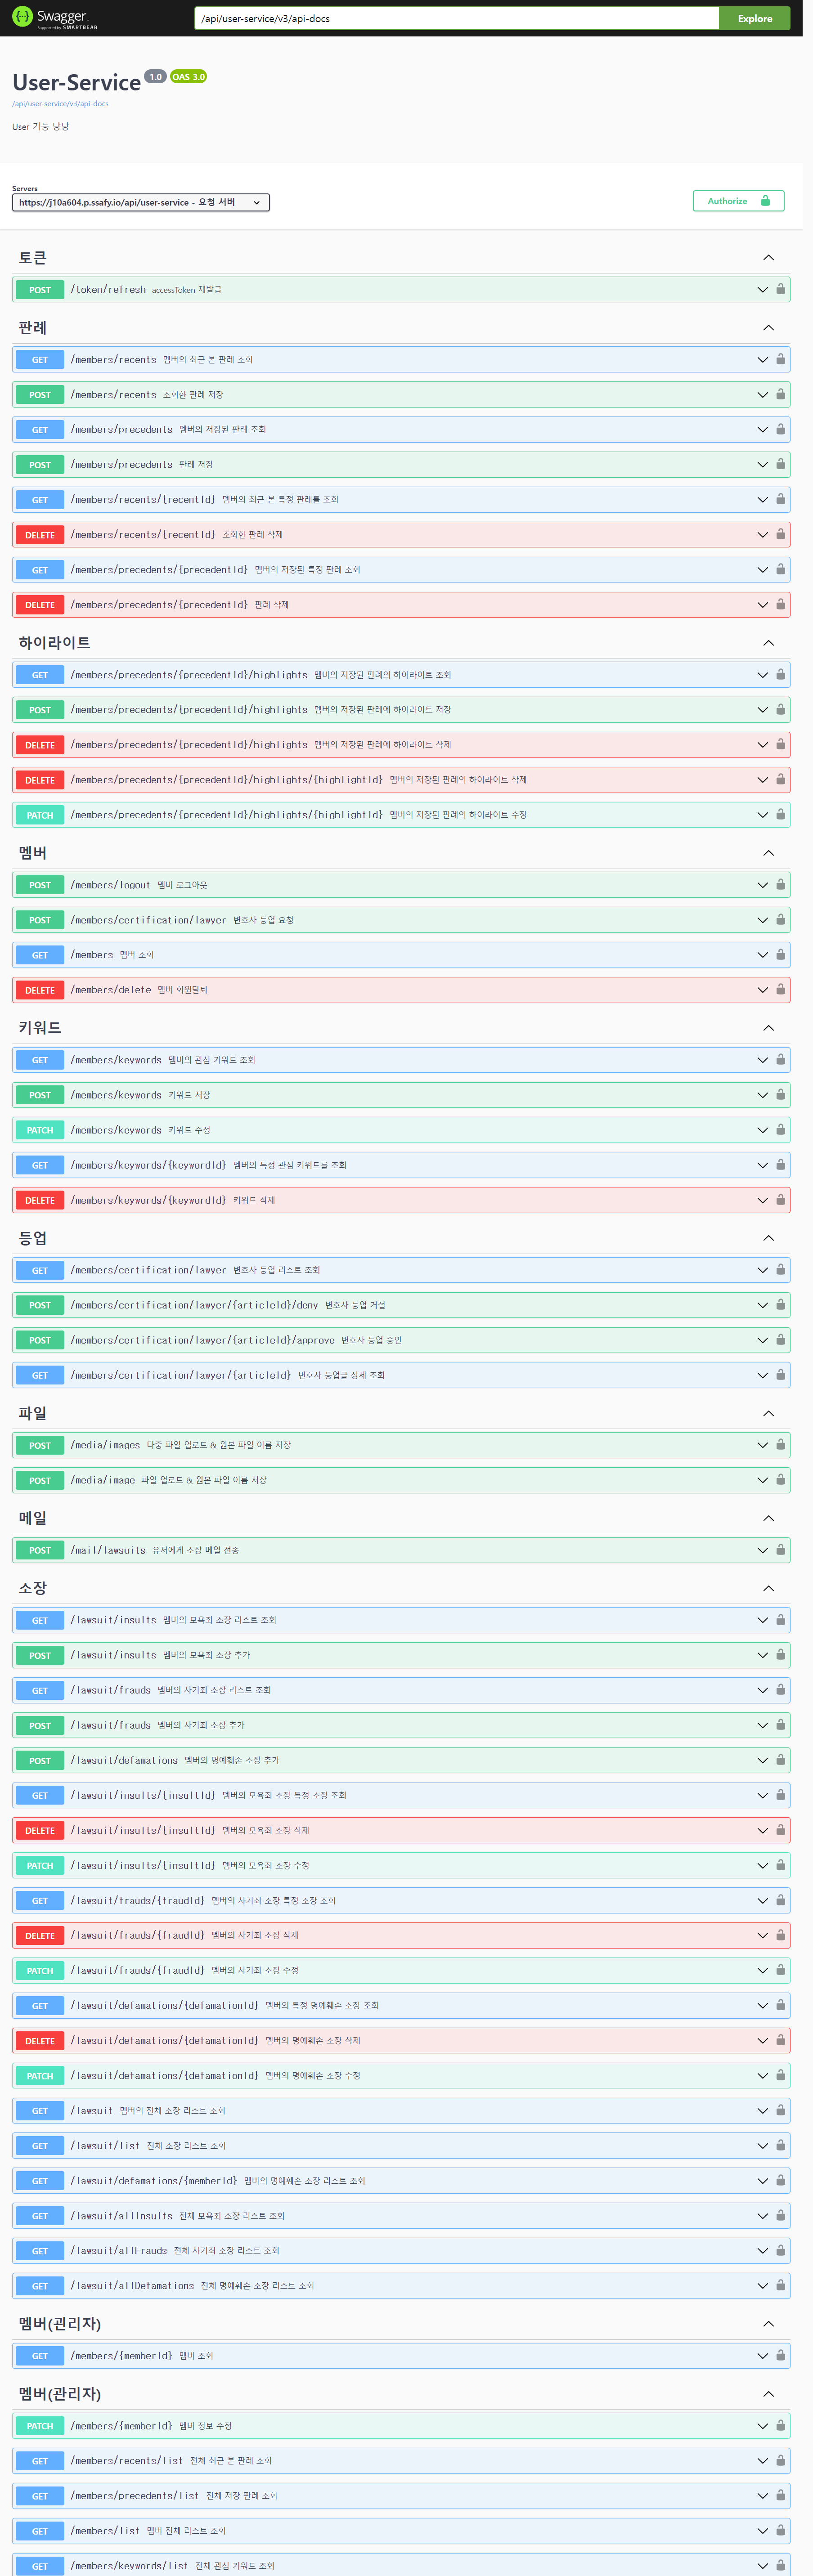 Swagger.
Supported by SMARTBEAR
/api/user-service/v3/api-docs
Explore
User-Service 1.0 OAS 3.0
/api/user-service/v3/api-docs
User 기능 담당
Servers
https://j10a604.p.ssafy.io/api/user-service - 요청 서버
Authorize
토큰
POST /token/refresh accessToken 재발급
판례
GET /members/recents 멤버의 최근 본 판례 조회
POST /members/recents 조회한 판례 저장
GET /members/precedents 멤버의 저장된 판례 조회
POST /members/precedents 판례 저장
GET /members/recents/{recentId} 멤버의 최근 본 특정 판례를 조회
DELETE /members/recents/{recentId} 조회한 판례 삭제
GET /members/precedents/{precedentId} 멤버의 저장된 특정 판례 조회
DELETE /members/precedents/{precedentId} 판례 삭제
하이라이트
GET /members/precedents/{precedentId}/highlights 멤버의 저장된 판례의 하이라이트 조회
POST /members/precedents/{precedentId}/highlights 멤버의 저장된 판례에 하이라이트 저장
DELETE /members/precedents/{precedentId}/highlights 멤버의 저장된 판례에 하이라이트 삭제
DELETE /members/precedents/{precedentId}/highlights/{highlightId} 멤버의 저장된 판례의 하이라이트 삭제
PATCH /members/precedents/{precedentId}/highlights/{highlightId} 멤버의 저장된 판례의 하이라이트 수정
멤버
POST /members/logout 멤버 로그아웃
POST /members/certification/lawyer 변호사 등업 요청
GET /members 멤버 조회
DELETE /members/delete 멤버 회원탈퇴
키워드
GET /members/keywords 멤버의 관심 키워드 조회
POST /members/keywords 키워드 저장
PATCH /members/keywords 키워드 수정
GET /members/keywords/{keywordId} 멤버의 특정 관심 키워드를 조회
DELETE /members/keywords/{keywordId} 키워드 삭제
등업
GET /members/certification/lawyer 변호사 등업 리스트 조회
POST /members/certification/lawyer/{articleId}/deny 변호사 등업 거절
POST /members/certification/lawyer/{articleId}/approve 변호사 등업 승인
GET /members/certification/lawyer/{articleId} 변호사 등업글 상세 조회
파일
POST /media/images 다중 파일 업로드 & 원본 파일 이름 저장
POST /media/image 파일 업로드 & 원본 파일 이름 저장
메일
POST /mail/lawsuits 유저에게 소장 메일 전송
소장
GET /lawsuit/insults 멤버의 모욕죄 소장 리스트 조회
POST /lawsuit/insults 멤버의 모욕죄 소장 추가
GET /lawsuit/frauds 멤버의 사기죄 소장 리스트 조회
POST /lawsuit/frauds 멤버의 사기죄 소장 추가
POST /lawsuit/defamations 멤버의 명예훼손 소장 추가
GET /lawsuit/insults/{insultId} 멤버의 모욕죄 소장 특정 소장 조회
DELETE /lawsuit/insults/{insultId} 멤버의 모욕죄 소장 삭제
PATCH /lawsuit/insults/{insultId} 멤버의 모욕죄 소장 수정
GET /lawsuit/frauds/{fraudId} 멤버의 사기죄 소장 특정 소장 조회
DELETE /lawsuit/frauds/{fraudId} 멤버의 사기죄 소장 삭제
PATCH /lawsuit/frauds/{fraudId} 멤버의 사기죄 소장 수정
GET /lawsuit/defamations/{defamationId} 멤버의 특정 명예훼손 소장 조회
DELETE /lawsuit/defamations/{defamationId} 멤버의 명예훼손 소장 삭제
PATCH /lawsuit/defamations/{defamationId} 멤버의 명예훼손 소장 수정
GET /lawsuit 멤버의 전체 소장 리스트 조회
GET /lawsuit/list 전체 소장 리스트 조회
GET /lawsuit/defamations/{memberId} 멤버의 명예훼손 소장 리스트 조회
GET /lawsuit/allInsults 전체 모욕죄 소장 리스트 조회
GET /lawsuit/allFrauds 전체 사기죄 소장 리스트 조회
GET /lawsuit/allDefamations 전체 명예훼손 소장 리스트 조회
멤버(괸리자)
GET /members/{memberId} 멤버 조회
멤버(관리자)
PATCH /members/{memberId} 멤버 정보 수정
GET /members/recents/list 전체 최근 본 판례 조회
GET /members/precedents/list 전체 저장 판례 조회
GET /members/list 멤버 전체 리스트 조회
GET /members/keywords/list 전체 관심 키워드 조회